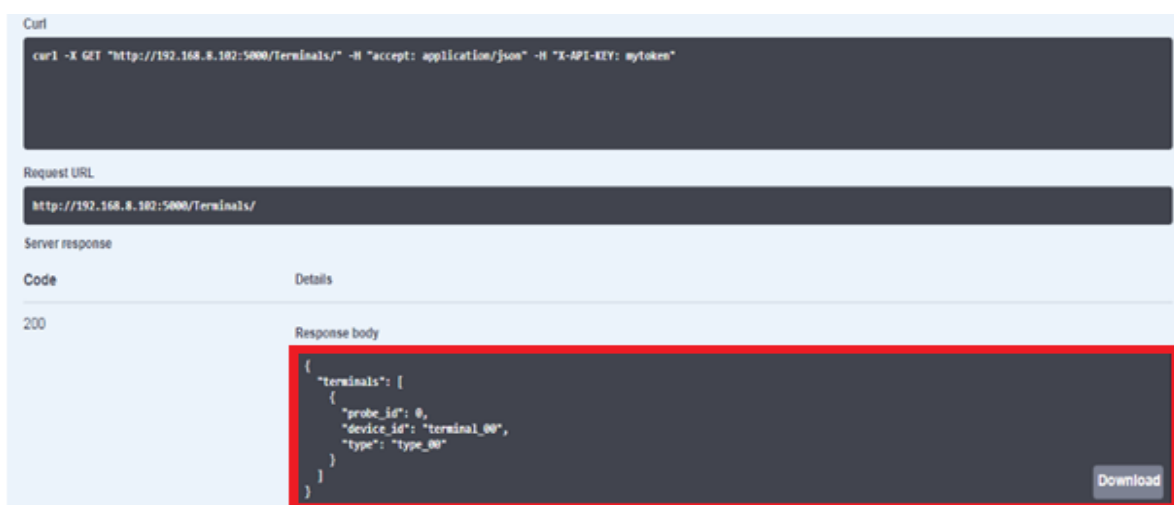 Curl
curl -X GET "http://192.168.8.102:5000/Terminals/" -H "accept: application/json" -H "X-API-KEY: mytoken"
Request URL
http://192.168.8.102:5000/Terminals/
Server response
Code Details
200
Response body
{
"terminals": [
{
"probe_id": 0,
"device_id": "terminal_00",
"type": "type_00"
}
]
}
Download